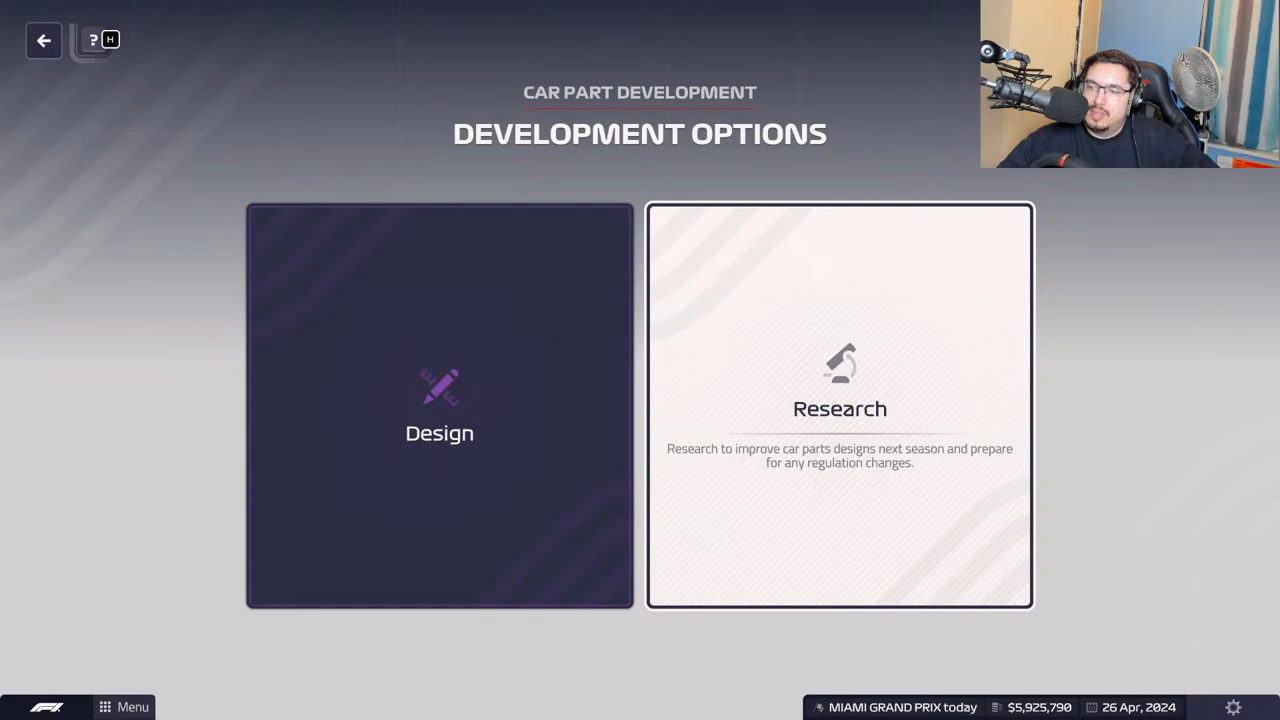 ? H
CAR PART DEVELOPMENT
DEVELOPMENT OPTIONS
Design
Research
Research to improve car parts designs next season and prepare
for any regulation changes.
Menu
MIAMI GRAND PRIX today
$5,925,790
26 Apr, 2024